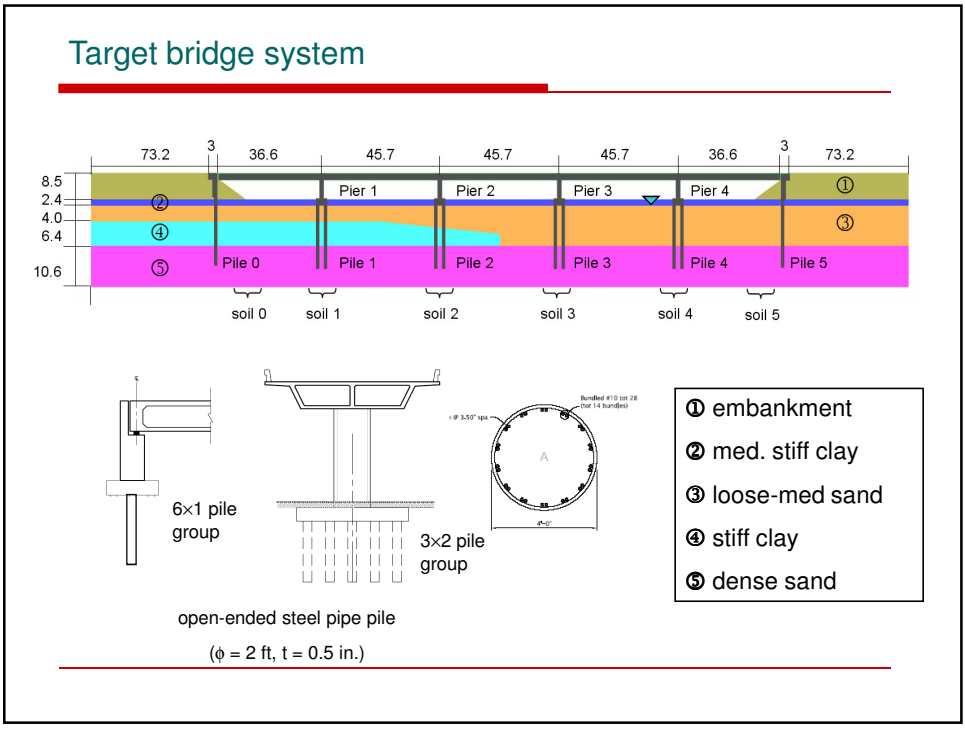 Target bridge system
73.2 3 36.6 45.7 45.7 45.7 36.6 3 73.2
8.5
2.4
4.0
6.4
10.6
① ② ③ ④ ⑤
Pier 1 Pier 2 Pier 3 Pier 4
Pile 0 Pile 1 Pile 2 Pile 3 Pile 4 Pile 5
soil 0 soil 1 soil 2 soil 3 soil 4 soil 5
6×1 pile
group
3×2 pile
group
Bundled #10 tot 28
(tot 14 bundles)
@ 3-50" spa
A
4'-0"
open-ended steel pipe pile
(ϕ = 2 ft, t = 0.5 in.)
① embankment
② med. stiff clay
③ loose-med sand
④ stiff clay
⑤ dense sand